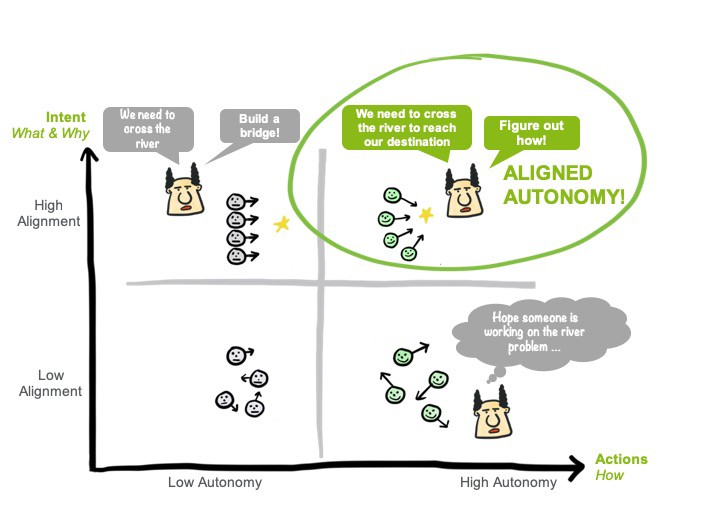 Intent
What & Why
We need to
cross the
river
Build a
bridge!
We need to cross
the river to reach
our destination
Figure out
how!
ALIGNED
AUTONOMY!
High
Alignment
Hope someone is
working on the river
problem ...
Low
Alignment
Actions
How
Low Autonomy
High Autonomy